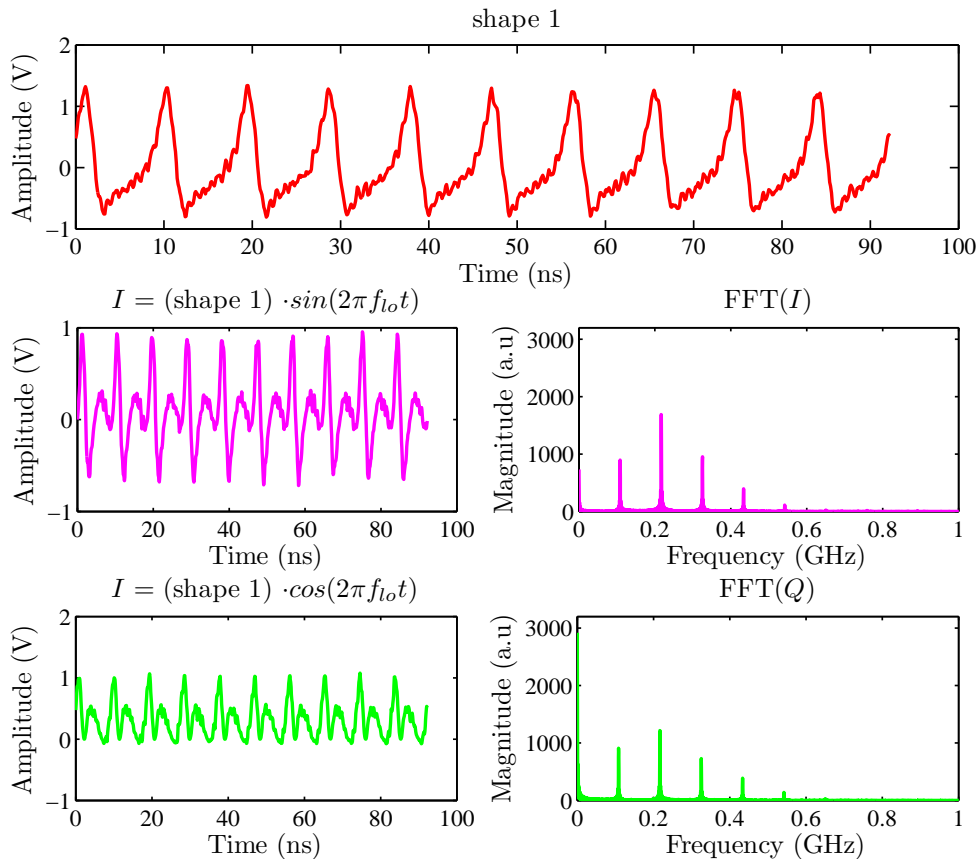 shape 1
Amplitude (V)
2
1
0
−1
0 10 20 30 40 50 60 70 80 90 100
Time (ns)
I = (shape 1) ·sin(2πf_{lo}t)
Amplitude (V)
1
0
−1
0 20 40 60 80 100
Time (ns)
FFT(I)
Magnitude (a.u
3000
2000
1000
0
0 0.2 0.4 0.6 0.8 1
Frequency (GHz)
I = (shape 1) ·cos(2πf_{lo}t)
Amplitude (V)
2
1
0
−1
0 20 40 60 80 100
Time (ns)
FFT(Q)
Magnitude (a.u)
3000
2000
1000
0
0 0.2 0.4 0.6 0.8 1
Frequency (GHz)